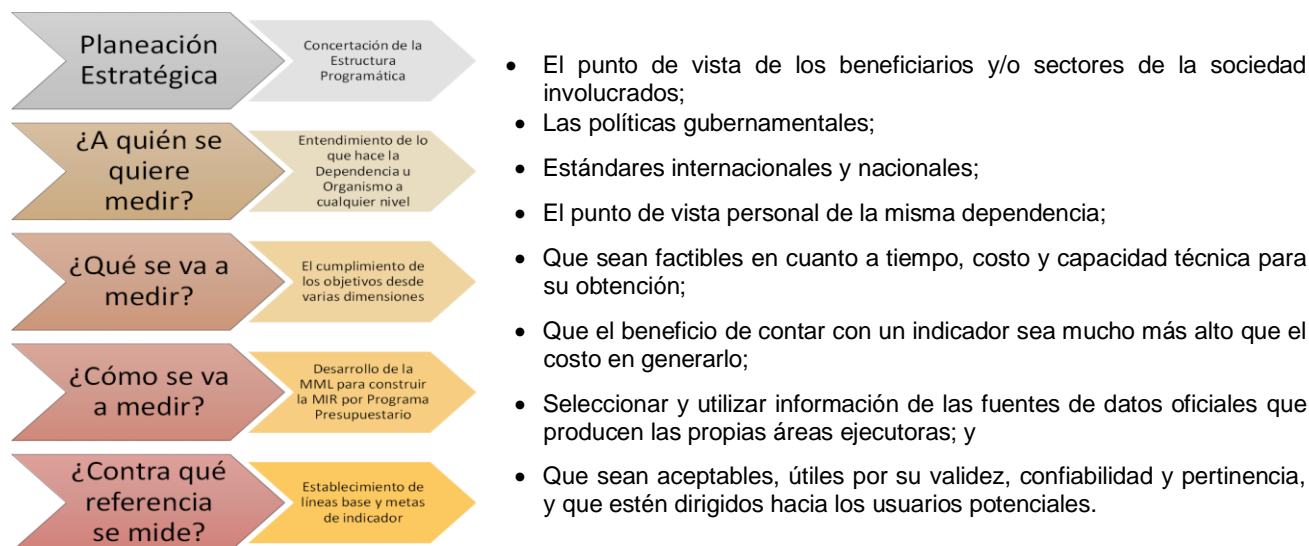 Planeación
Estratégica
Concertación de la
Estructura
Programática
¿A quién se
quiere
medir?
Entendimiento de lo
que hace la
Dependencia u
Organismo a
cualquier nivel
¿Qué se va a
medir?
El cumplimiento de
los objetivos desde
varias dimensiones
¿Cómo se va
a medir?
Desarrollo de la
MML para construir
la MIR por Programa
Presupuestario
¿Contra qué
referencia
se mide?
Establecimiento de
líneas base y metas
de indicador
• El punto de vista de los beneficiarios y/o sectores de la sociedad
involucrados;
• Las políticas gubernamentales;
• Estándares internacionales y nacionales;
• El punto de vista personal de la misma dependencia;
• Que sean factibles en cuanto a tiempo, costo y capacidad técnica para
su obtención;
• Que el beneficio de contar con un indicador sea mucho más alto que el
costo en generarlo;
• Seleccionar y utilizar información de las fuentes de datos oficiales que
producen las propias áreas ejecutoras; y
• Que sean aceptables, útiles por su validez, confiabilidad y pertinencia,
y que estén dirigidos hacia los usuarios potenciales.